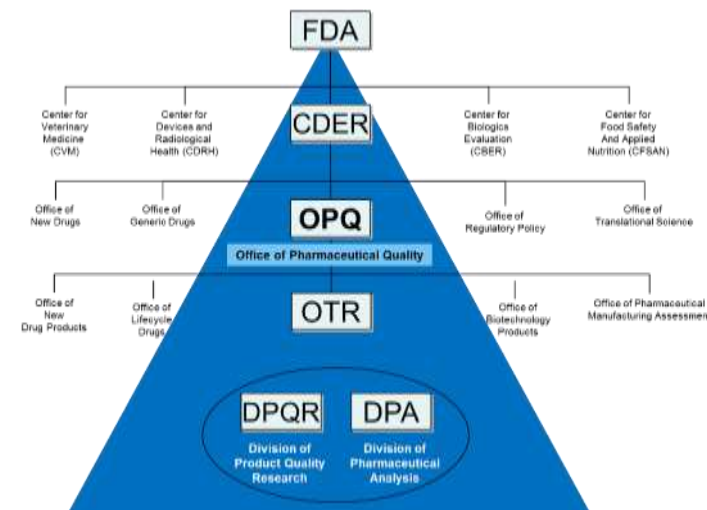 FDA
Center for
Veterinary
Medicine
(CVM)
Center for
Devices and
Radiological
Health (CDRH)
CDER
Center for
Biologics
Evaluation
(CBER)
Center for
Food Safety
And Applied
Nutrition (CFSAN)
Office of
New Drugs
Office of
Generic Drugs
OPQ
Office of Pharmaceutical Quality
Office of
Regulatory Policy
Office of
Translational Science
Office of
New
Drug Products
Office of
Lifecycle
Drugs
OTR
Office of
Biotechnology
Products
Office of Pharmaceutical
Manufacturing Assessment
DPQR
Division of
Product Quality
Research
DPA
Division of
Pharmaceutical
Analysis